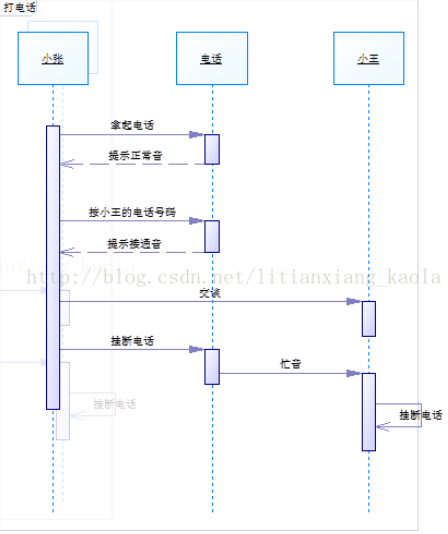 打电话
小张
电话
小王
拿起电话
提示正常音
按小王的电话号码
提示接通音
http://blog.csdn.net/litianxiang_kaola
交谈
挂断电话
忙音
挂断电话
挂断电话